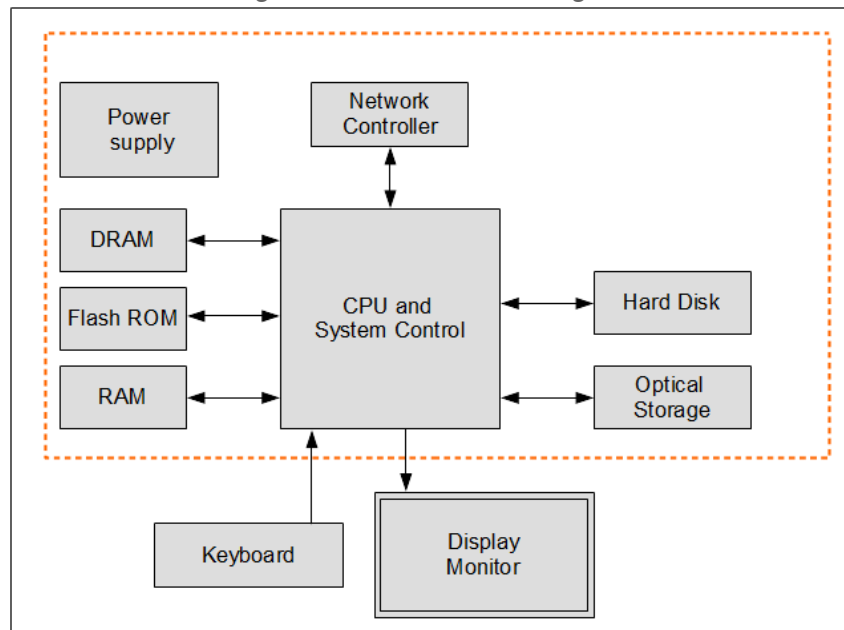 Power
supply
Network
Controller
DRAM
Flash ROM
RAM
CPU and
System Control
Hard Disk
Optical
Storage
Keyboard
Display
Monitor